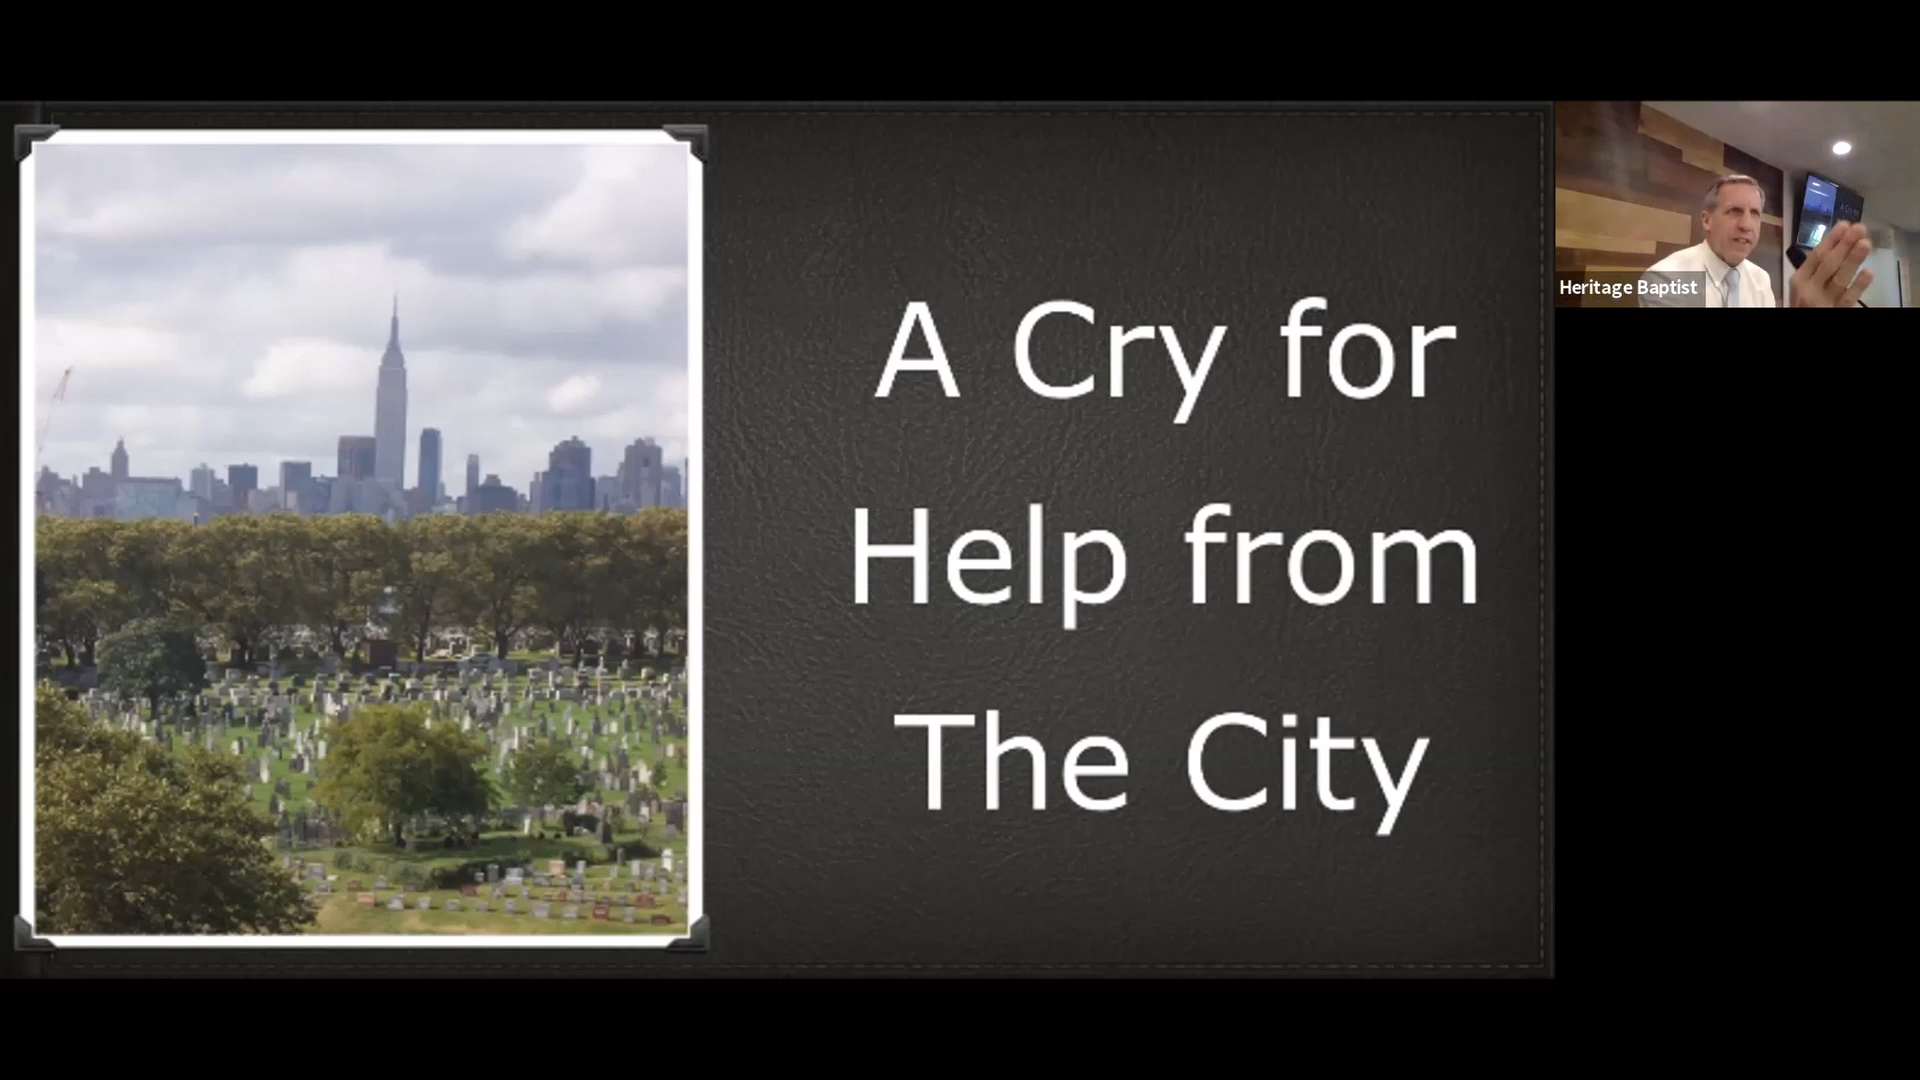 A Cry for
Help from
The City
Heritage Baptist